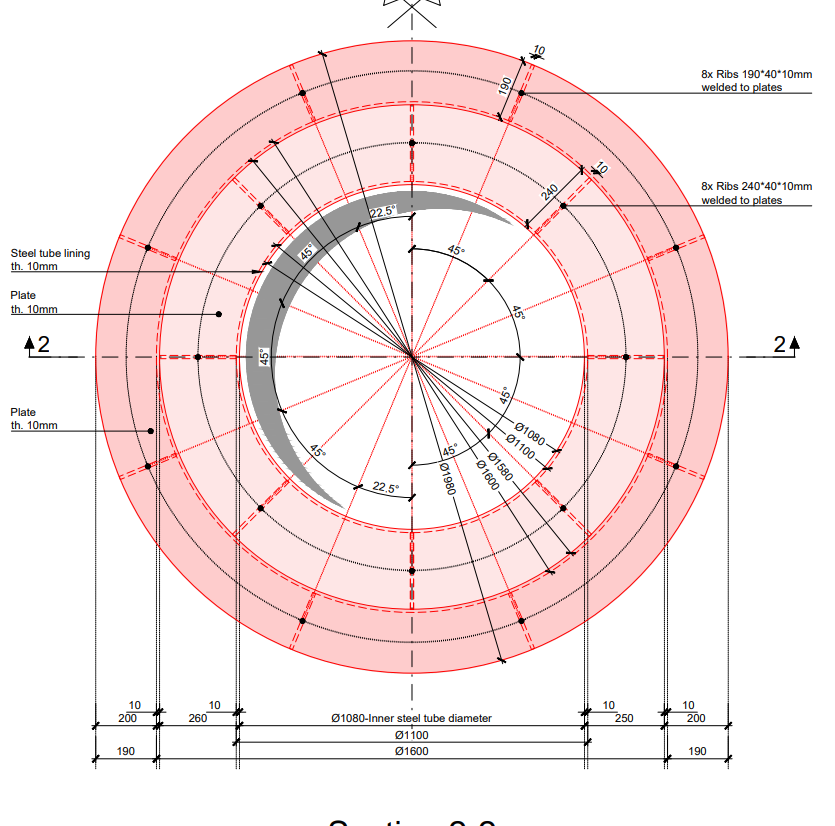 10
190
8x Ribs 190*40*10mm
welded to plates
10
240
8x Ribs 240*40*10mm
welded to plates
22.5°
45°
45°
Steel tube lining
th. 10mm
Plate
th. 10mm
45°
2
2
45°
45°
Plate
th. 10mm
Ø1080
Ø1100
45°
45°
Ø1580
Ø1600
Ø1980
22.5°
10
10
10
10
200
260
Ø1080-Inner steel tube diameter
250
200
Ø1100
190
Ø1600
190